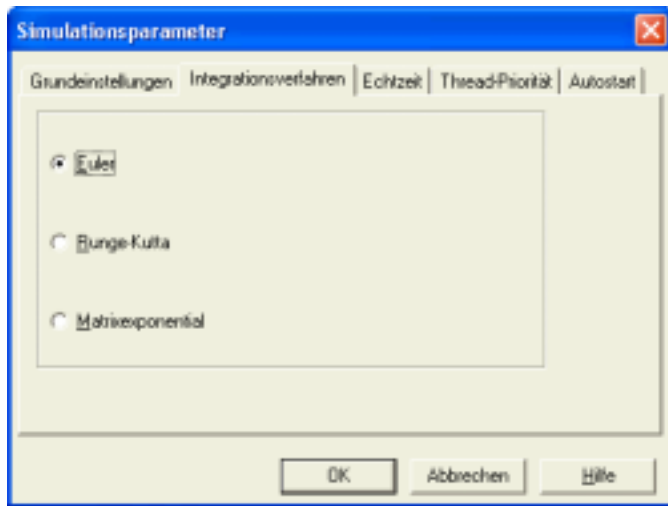 Simulationsparameter
Grundeinstellungen Integrationsverfahren Echtzeit Thread-Priorität Autostart
Euler
Runge-Kutta
Matrixexponential
OK Abbrechen Hilfe